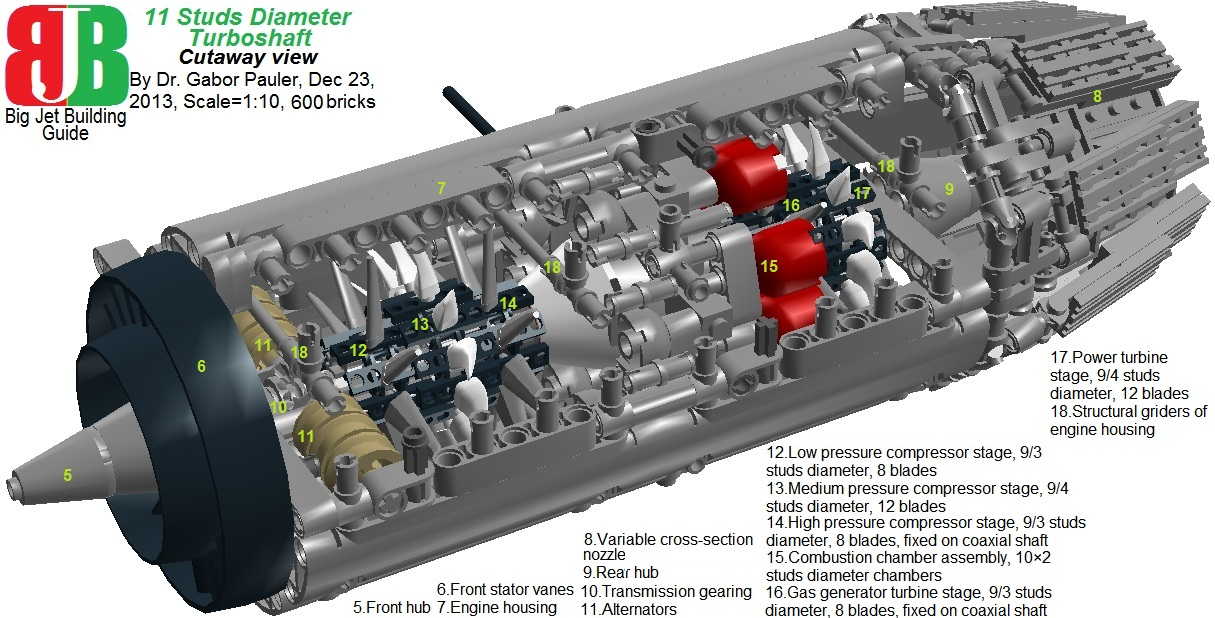 BJB
Big Jet Building
Guide
11 Studs Diameter
Turboshaft
Cutaway view
By Dr. Gabor Pauler, Dec 23,
2013, Scale=1:10, 600 bricks
8
7
18
9
17
16
18
15
14
13
12
6
11
18
10
11
5
17.Power turbine
stage, 9/4 studs
diameter, 12 blades
18.Structural griders of
engine housing
12.Low pressure compressor stage, 9/3
studs diameter, 8 blades
13.Medium pressure compressor stage, 9/4
studs diameter, 12 blades
14.High pressure compressor stage, 9/3 studs
diameter, 8 blades, fixed on coaxial shaft
15.Combustion chamber assembly, 10×2
studs diameter chambers
16.Gas generator turbine stage, 9/3 studs
diameter, 8 blades, fixed on coaxial shaft
8.Variable cross-section
nozzle
9.Rear hub
10.Transmission gearing
11.Alternators
6.Front stator vanes
5.Front hub 7.Engine housing